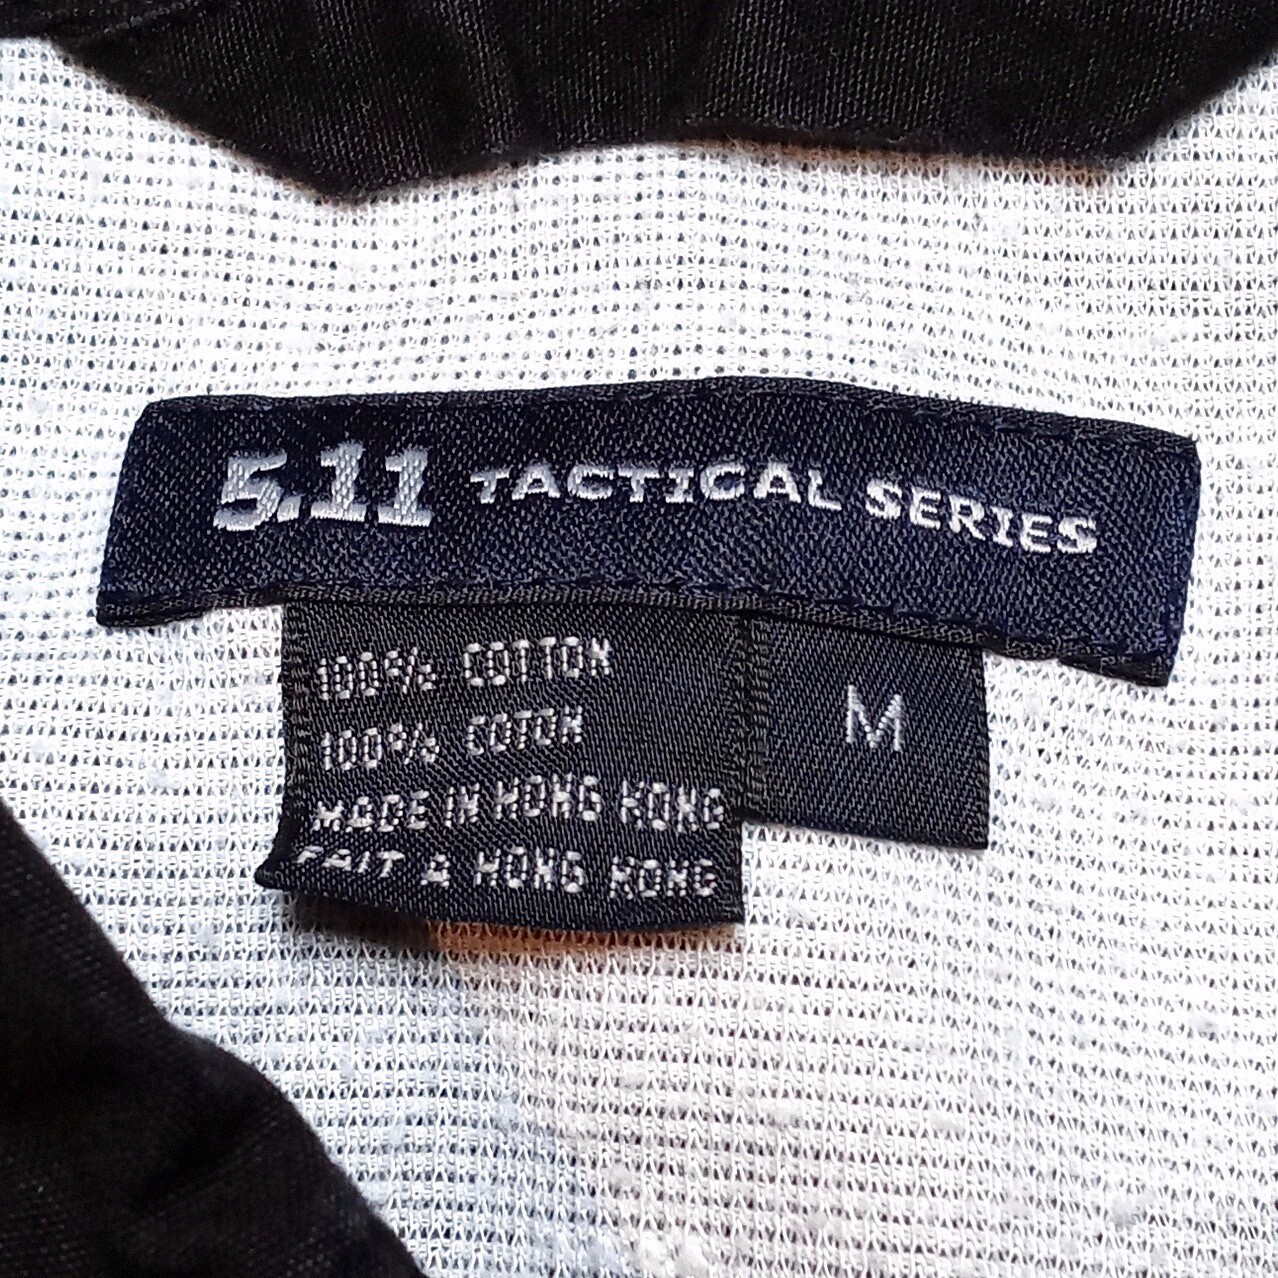 5.11 TACTICAL SERIES
100% COTTON
100% COTON
MADE IN HONG KONG
FAIT A HONG KONG
M